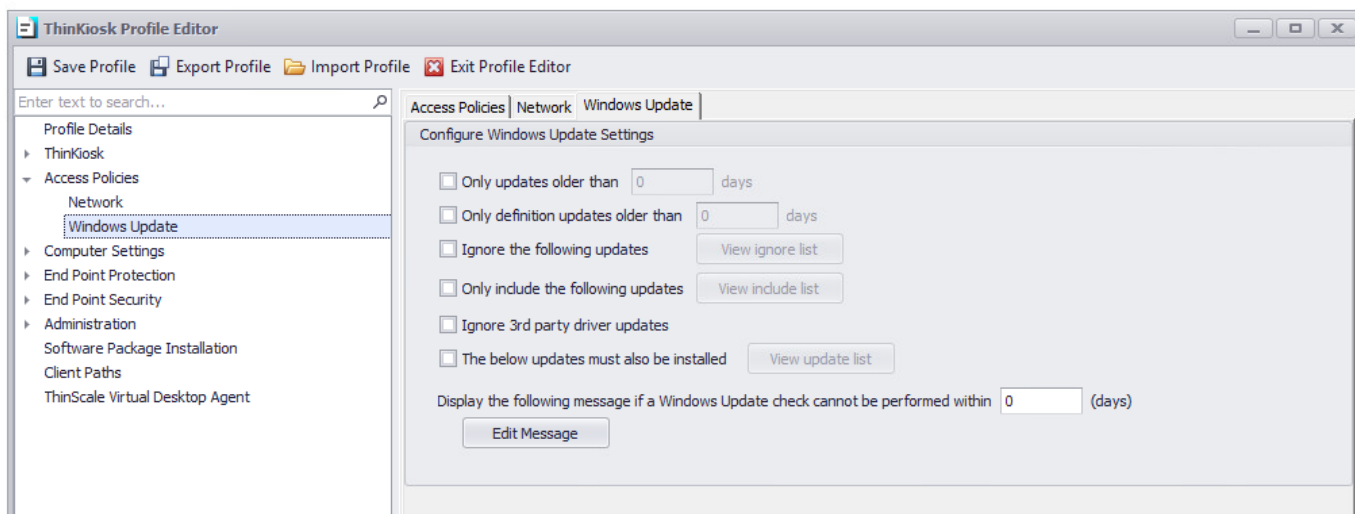 ThinKiosk Profile Editor
Save Profile Export Profile Import Profile Exit Profile Editor
Enter text to search...
Profile Details
ThinKiosk
Access Policies
Network
Windows Update
Computer Settings
End Point Protection
End Point Security
Administration
Software Package Installation
Client Paths
ThinScale Virtual Desktop Agent
Access Policies Network Windows Update
Configure Windows Update Settings
Only updates older than 0 days
Only definition updates older than 0 days
Ignore the following updates View ignore list
Only include the following updates View include list
Ignore 3rd party driver updates
The below updates must also be installed View update list
Display the following message if a Windows Update check cannot be performed within 0 (days)
Edit Message